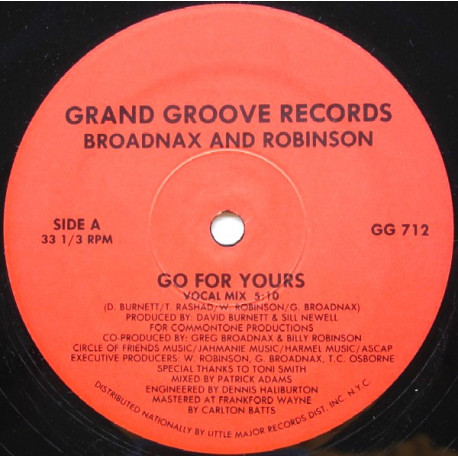 GRAND GROOVE RECORDS
BROADNAX AND ROBINSON
SIDE A
33 1/3 RPM
GG 712
GO FOR YOURS
VOCAL MIX 5:10
(D. BURNETT/T. RASHAD/W. ROBINSON/G. BROADNAX)
PRODUCED BY: DAVID BURNETT & SILL NEWELL
FOR COMMONTONE PRODUCTIONS
CO-PRODUCED BY: GREG BROADNAX & BILLY ROBINSON
CIRCLE OF FRIENDS MUSIC/JAHMANIE MUSIC/HARMEL MUSIC/ASCAP
EXECUTIVE PRODUCERS: W. ROBINSON, G. BROADNAX, T.C. OSBORNE
SPECIAL THANKS TO TONI SMITH
MIXED BY PATRICK ADAMS
ENGINEERED BY DENNIS HALIBURTON
MASTERED AT FRANKFORD WAYNE
BY CARLTON BATTS
DISTRIBUTED NATIONALLY BY LITTLE MAJOR RECORDS DIST. INC. N.Y.C.